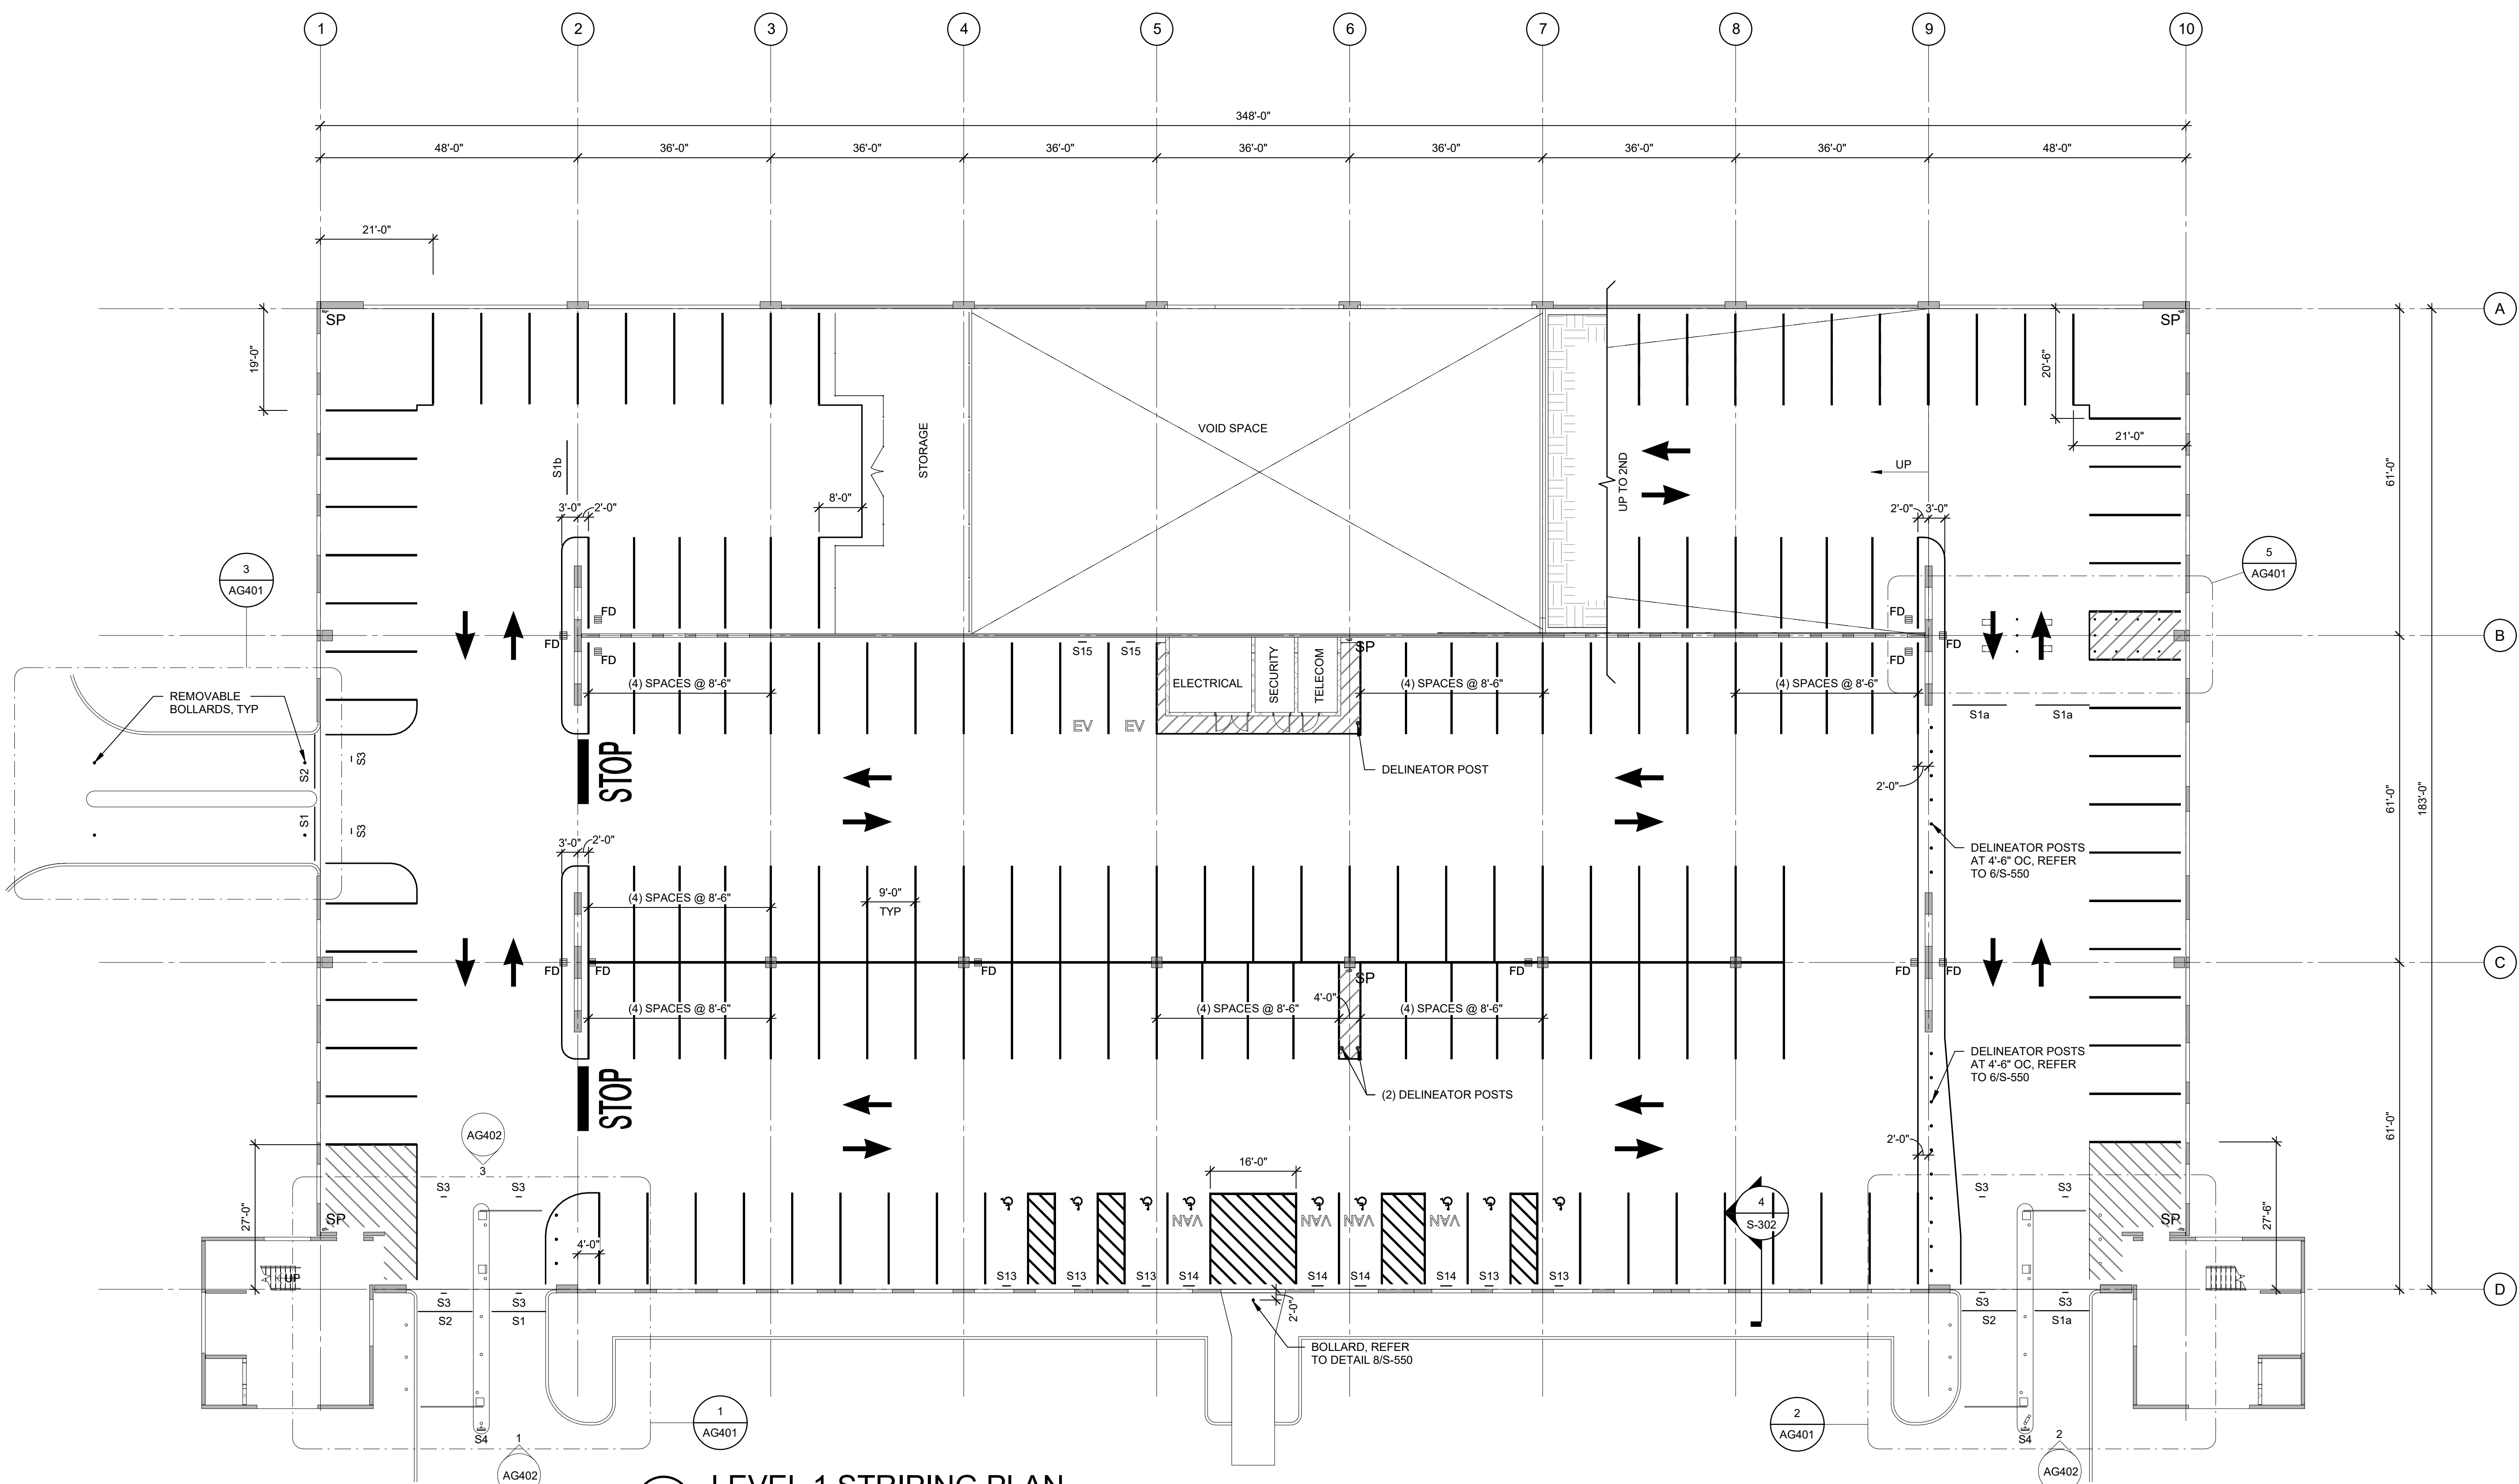 1 2 3 4 5 6 7 8 9 10
348'-0"
48'-0" 36'-0" 36'-0" 36'-0" 36'-0" 36'-0" 36'-0" 36'-0" 48'-0"
21'-0"
A
SP SP
19'-0"
20'-6"
21'-0"
VOID SPACE
STORAGE
S1b
UP TO 2ND
UP
61'-0"
8'-0"
3'-0" 2'-0"
2'-0" 3'-0"
3
AG401
5
AG401
FD FD FD
FD FD FD
B
S15 S15
SP
ELECTRICAL
SECURITY
TELECOM
(4) SPACES @ 8'-6"
(4) SPACES @ 8'-6"
(4) SPACES @ 8'-6"
REMOVABLE
BOLLARDS, TYP
S1a S1a
EV EV
STOP
S2
S3
DELINEATOR POST
2'-0"
61'-0"
183'-0"
S1
S3
3'-0" 2'-0"
DELINEATOR POSTS
AT 4'-6" OC, REFER
TO 6/S-550
(4) SPACES @ 8'-6"
9'-0"
TYP
C
FD FD FD FD FD FD
SP
4'-0"
(4) SPACES @ 8'-6"
(4) SPACES @ 8'-6"
(4) SPACES @ 8'-6"
DELINEATOR POSTS
AT 4'-6" OC, REFER
TO 6/S-550
STOP
(2) DELINEATOR POSTS
61'-0"
AG402
3
2'-0"
16'-0"
S3 S3
S3 S3
27'-0"
27'-6"
SP SP
VAN VAN VAN VAN
4
S-302
4'-0"
UP
S13 S13 S13 S14 S14 S14 S14 S13 S13
D
S3 S3
S2 S1
2'-0"
S3 S3
S2 S1a
BOLLARD, REFER
TO DETAIL 8/S-550
1
AG401
2
AG401
S4
1
AG402
S4
2
AG402
LEVEL 1 STRIPING PLAN